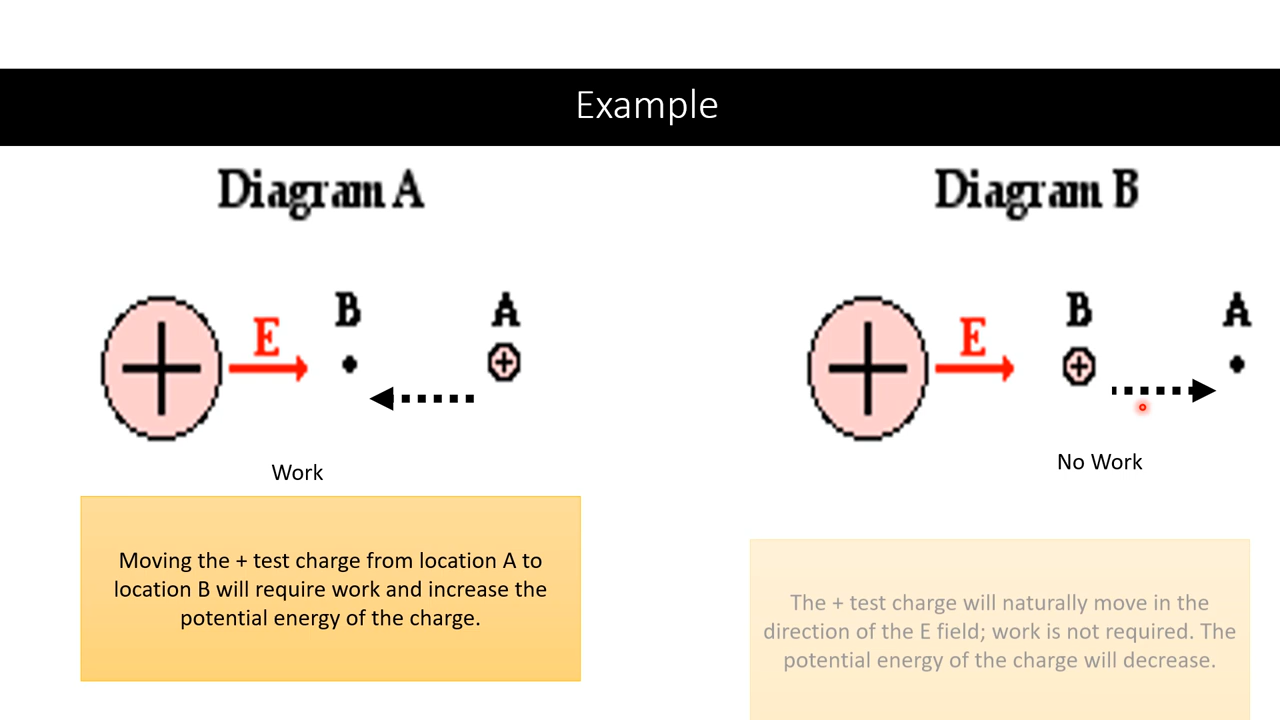 Example
Diagram A
E
B
A
Work
Moving the + test charge from location A to
location B will require work and increase the
potential energy of the charge.
Diagram B
E
B
A
No Work
The + test charge will naturally move in the
direction of the E field; work is not required. The
potential energy of the charge will decrease.